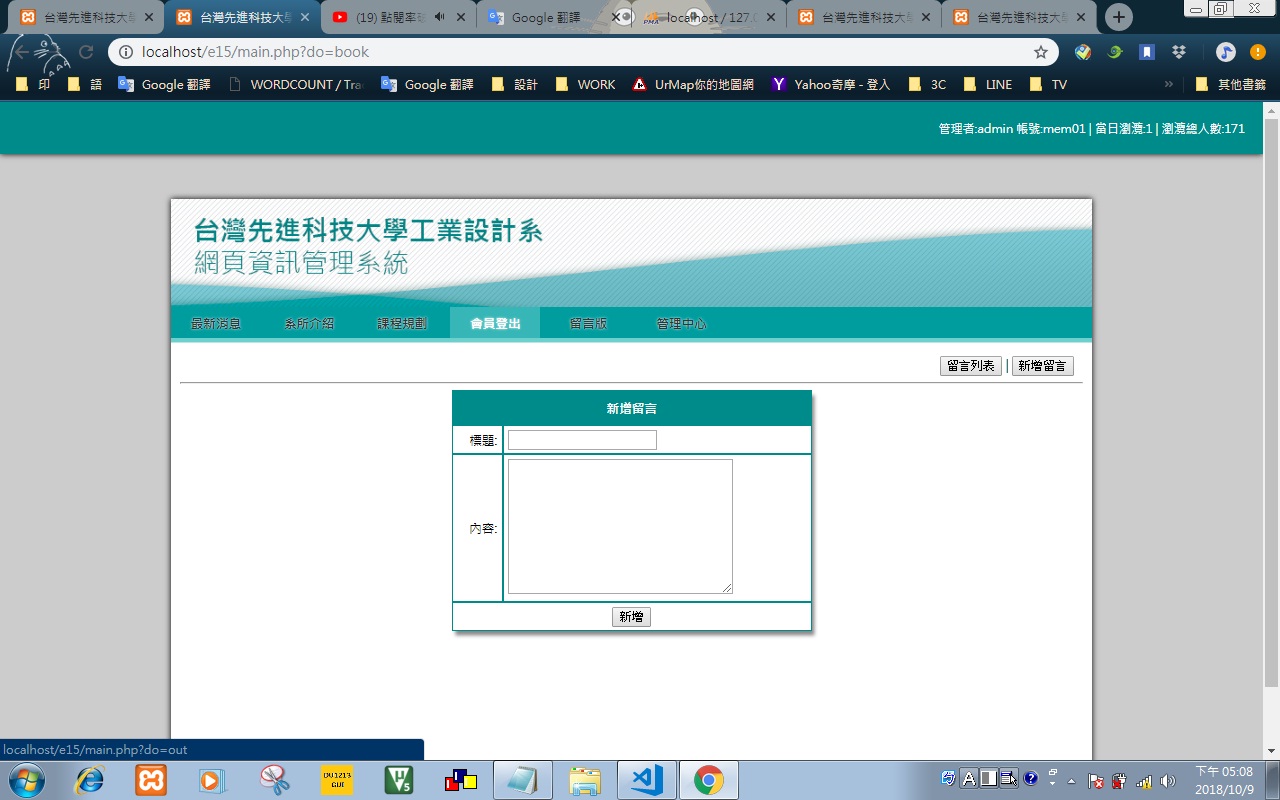 台灣先進科技大學
台灣先進科技大
(19) 點閱率
Google 翻譯
localhost / 127.0
台灣先進科技大
台灣先進科技大
localhost/e15/main.php?do=book
印
語
Google 翻譯
WORDCOUNT / Tra
Google 翻譯
設計
WORK
UrMap你的地圖網
Yahoo奇摩 - 登入
3C
LINE
TV
»
其他書籤
管理者:admin 帳號:mem01 | 當日瀏灠:1 | 瀏灠總人數:171
台灣先進科技大學工業設計系
網頁資訊管理系統
最新消息
系所介紹
課程規劃
會員登出
留言版
管理中心
留言列表 | 新增留言
新增留言
標題:
內容:
新增
localhost/e15/main.php?do=out
下午 05:08
2018/10/9